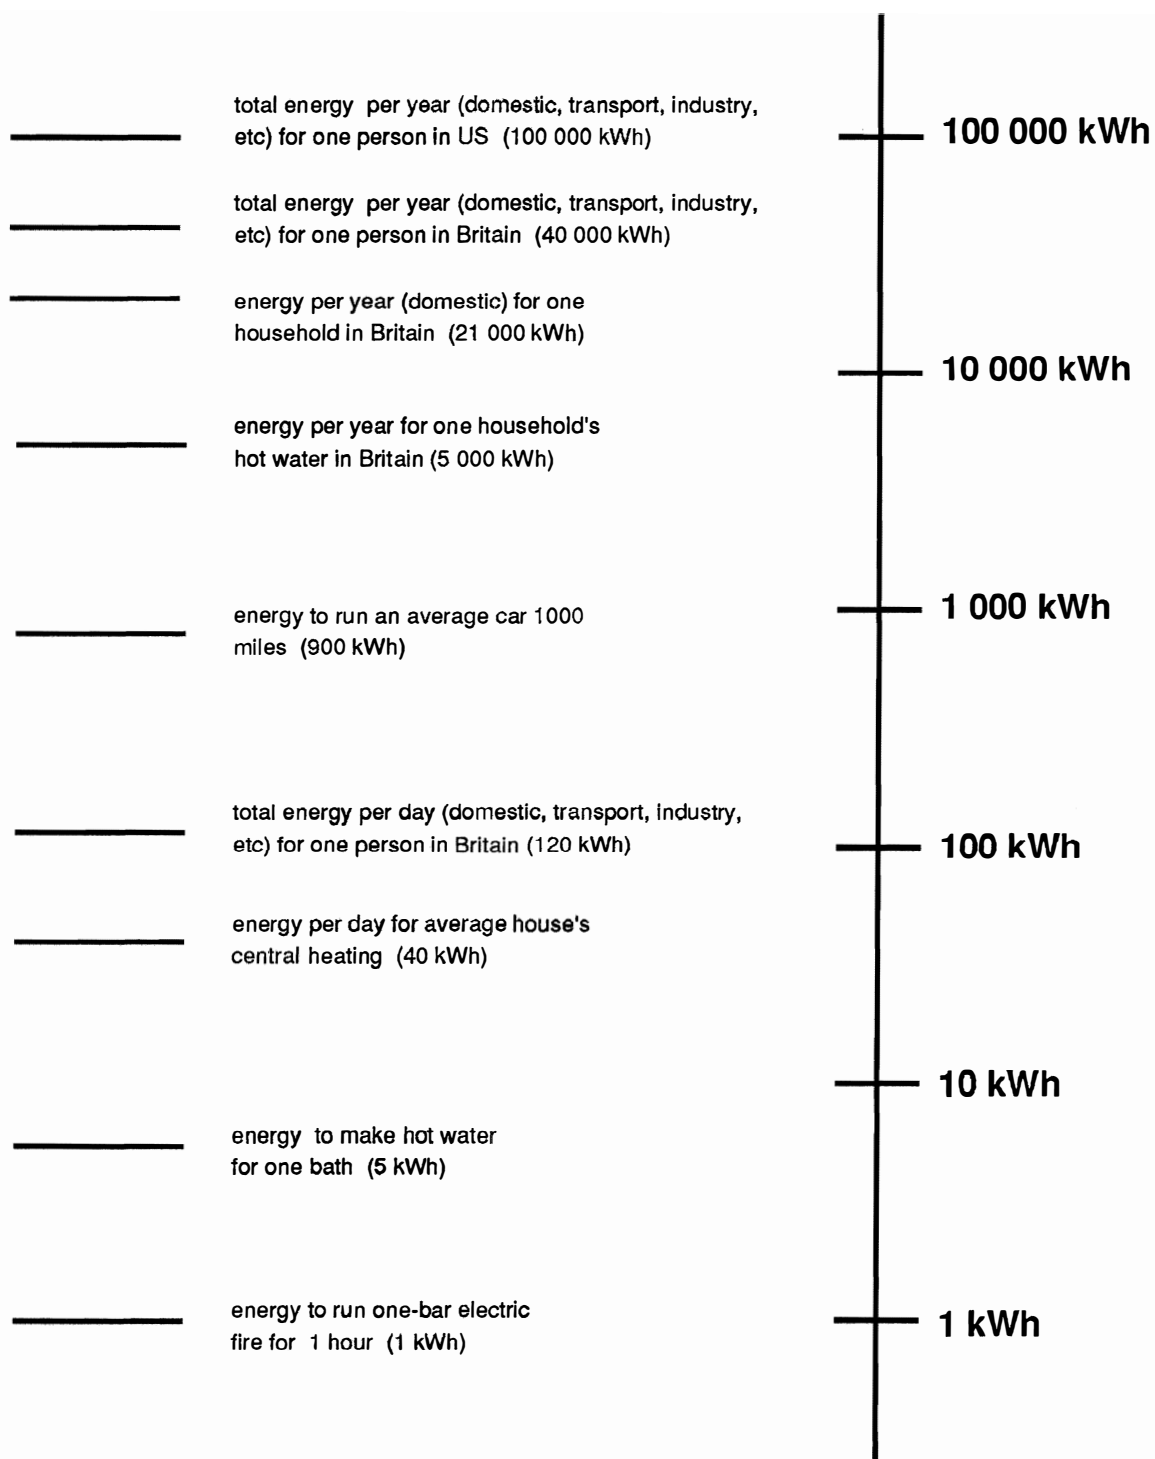 total energy per year (domestic, transport, industry,
etc) for one person in US (100 000 kWh)
100 000 kWh
total energy per year (domestic, transport, industry,
etc) for one person in Britain (40 000 kWh)
energy per year (domestic) for one
household in Britain (21 000 kWh)
10 000 kWh
energy per year for one household's
hot water in Britain (5 000 kWh)
1 000 kWh
energy to run an average car 1000
miles (900 kWh)
total energy per day (domestic, transport, industry,
etc) for one person in Britain (120 kWh)
100 kWh
energy per day for average house's
central heating (40 kWh)
10 kWh
energy to make hot water
for one bath (5 kWh)
energy to run one-bar electric
fire for 1 hour (1 kWh)
1 kWh